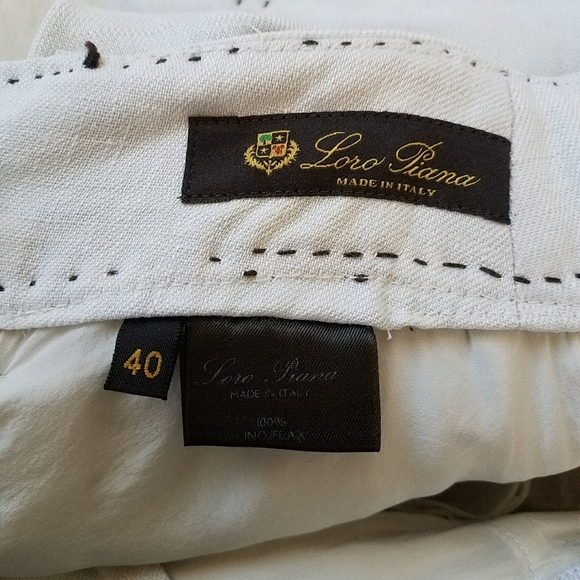 Loro Piana
MADE IN ITALY
40
Loro Piana
MADE IN ITALY
100%
LINO/FLAX